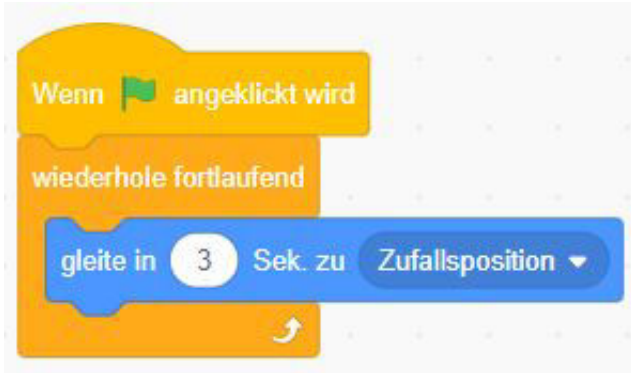 Wenn angeklickt wird
wiederhole fortlaufend
gleite in 3 Sek. zu Zufallsposition